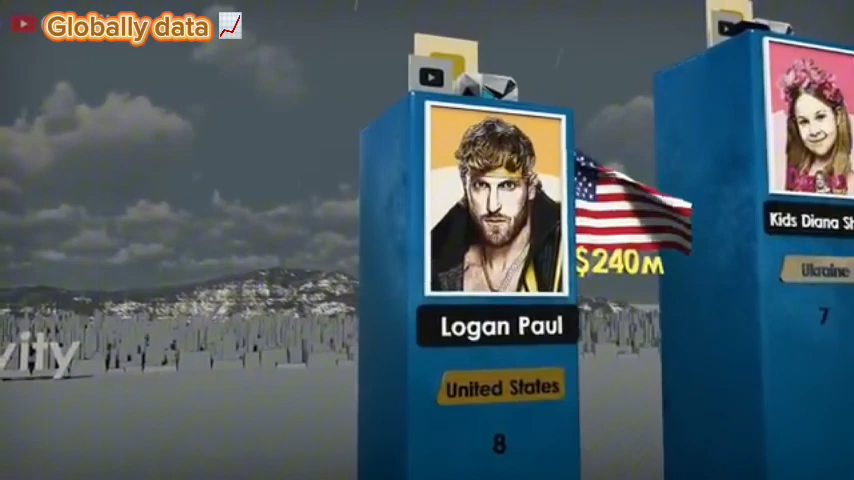 Globally data
vity
$240M
Logan Paul
United States
8
Kids Diana Sh
Ukraine
7